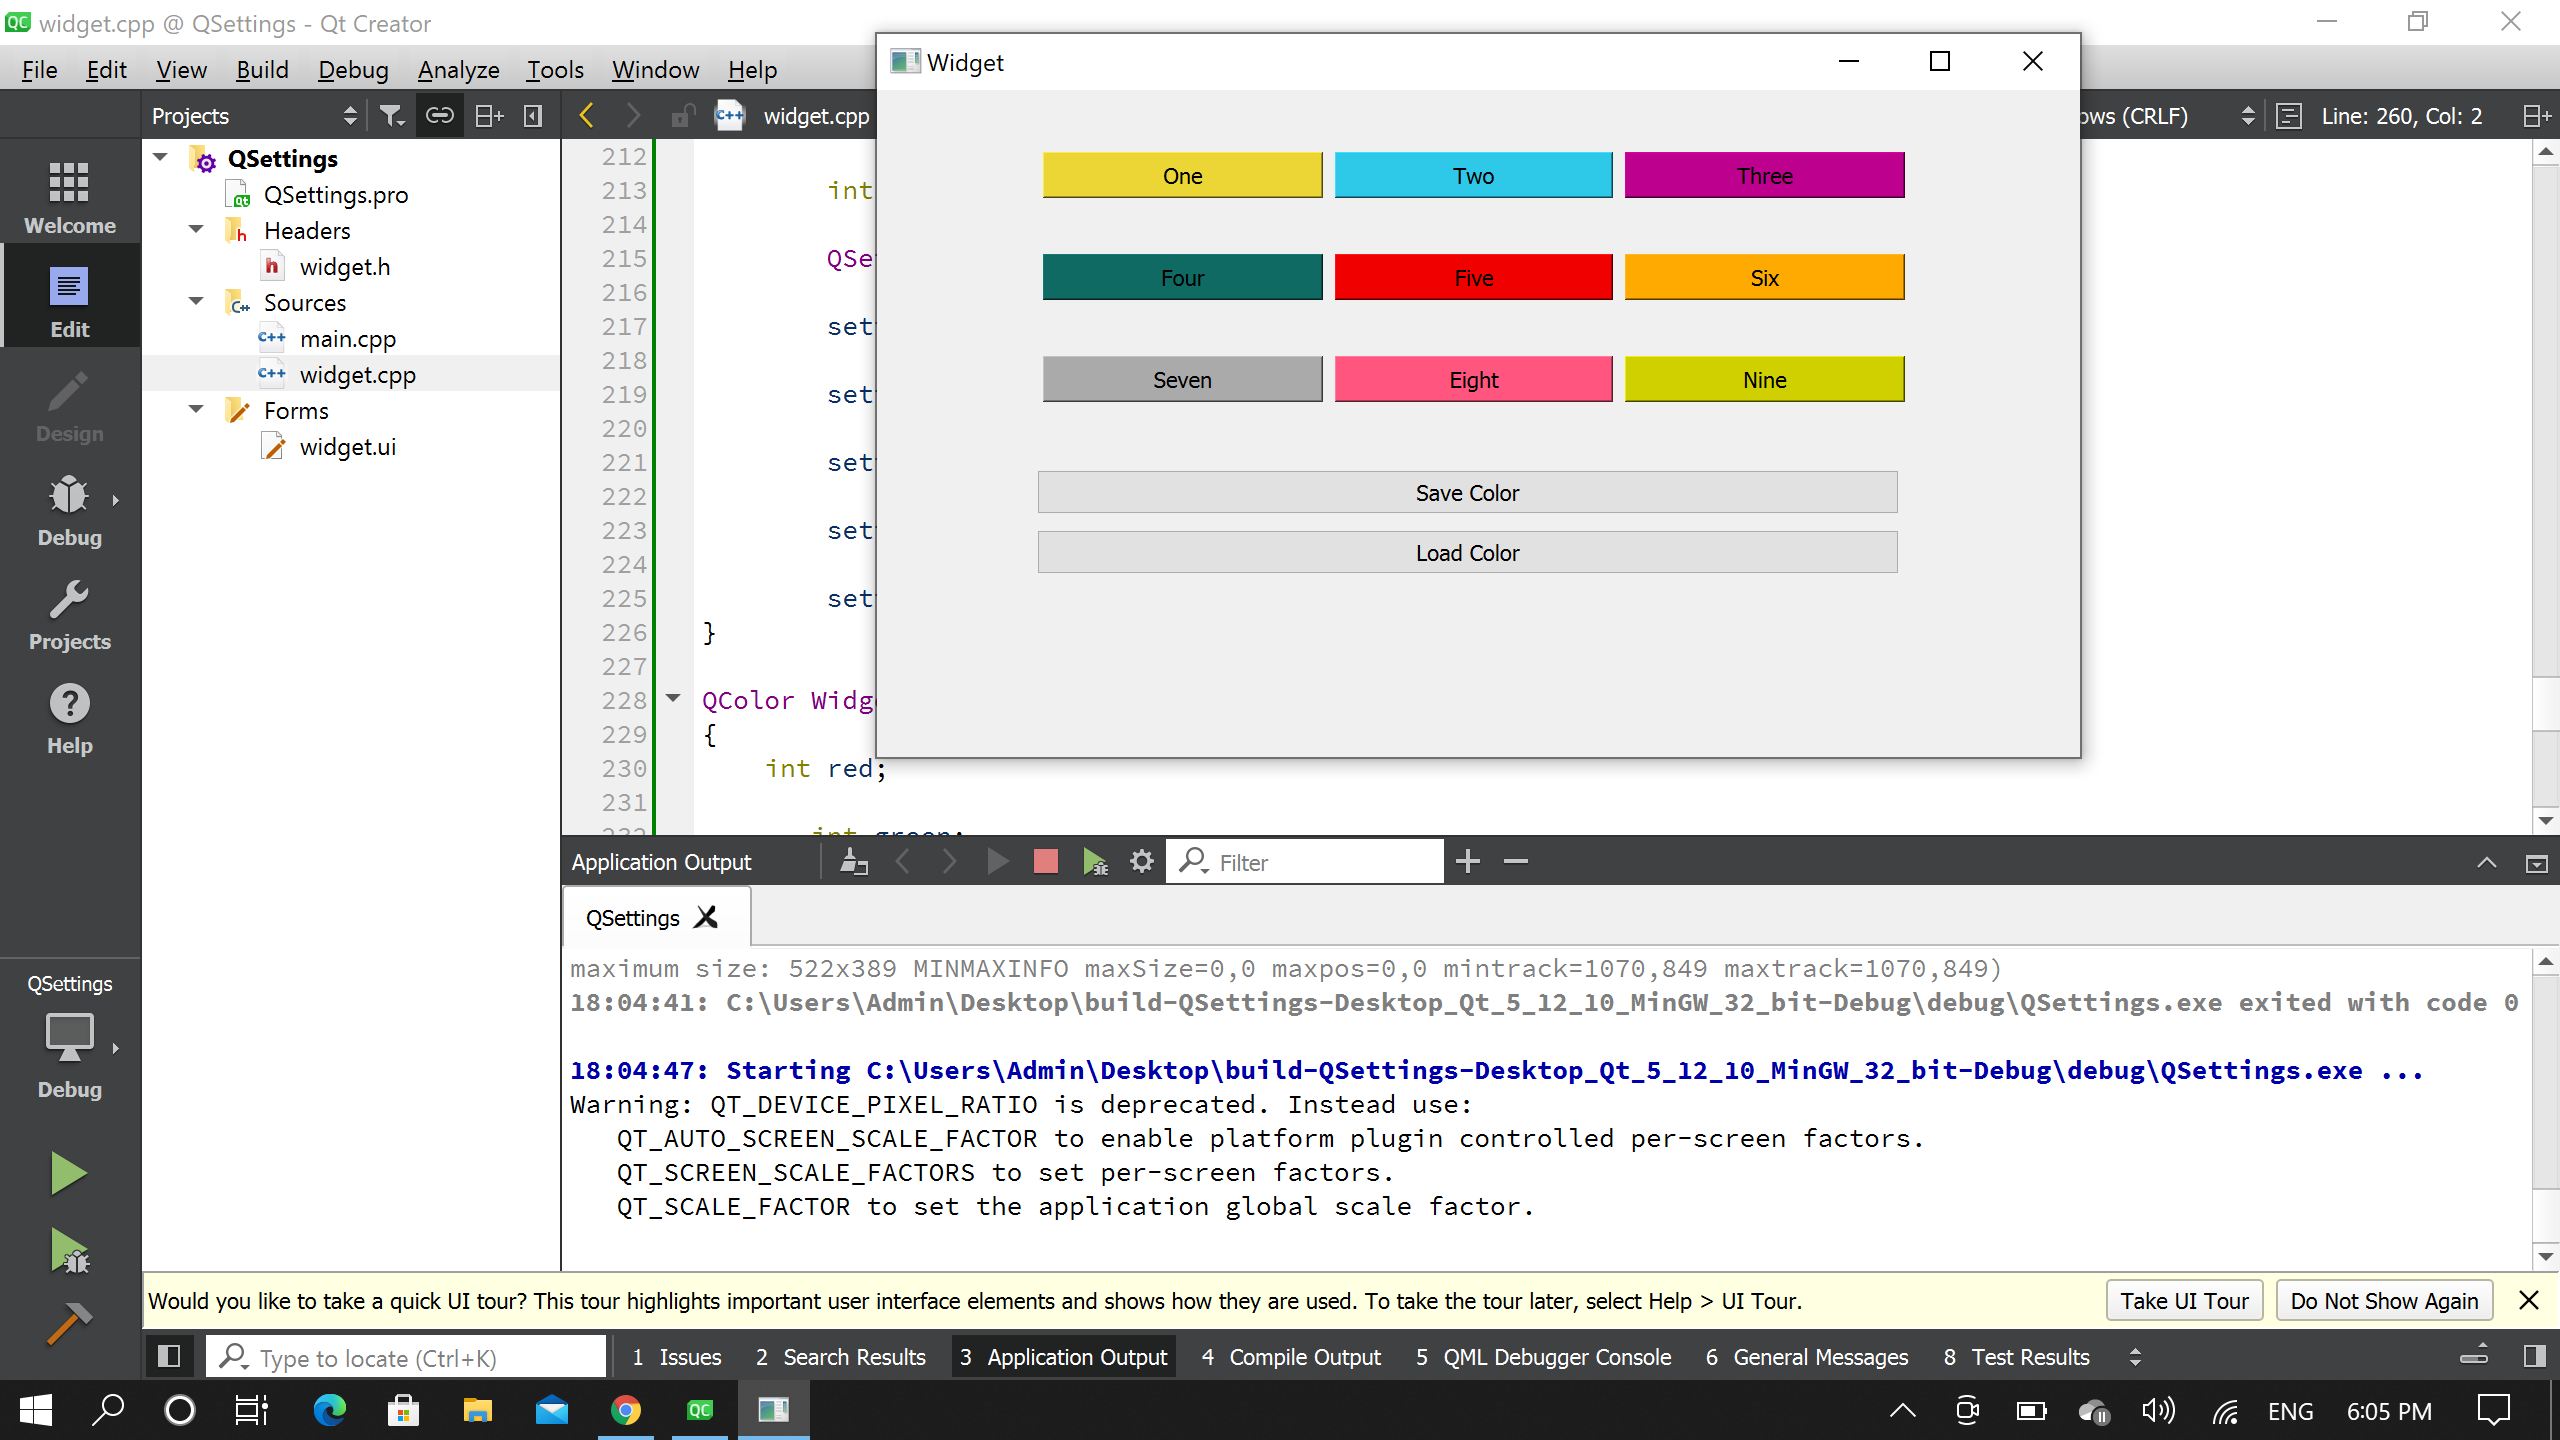 widget.cpp @ QSettings - Qt Creator
File Edit View Build Debug Analyze Tools Window Help
Widget
Projects
widget.cpp
ows (CRLF)
Line: 260, Col: 2
Welcome
Edit
Design
Debug
Projects
Help
QSettings
QSettings.pro
Headers
widget.h
Sources
main.cpp
widget.cpp
Forms
widget.ui
212
213 int
214
215 QSe
216
217 set
218
219 set
220
221 set
222
223 set
224
225 set
226 }
227
228 QColor Widg
229 {
230 int red;
231
232 int green;
One Two Three
Four Five Six
Seven Eight Nine
Save Color
Load Color
Application Output
Filter
QSettings
maximum size: 522x389 MINMAXINFO maxSize=0,0 maxpos=0,0 mintrack=1070,849 maxtrack=1070,849)
18:04:41: C:\Users\Admin\Desktop\build-QSettings-Desktop_Qt_5_12_10_MinGW_32_bit-Debug\debug\QSettings.exe exited with code 0
18:04:47: Starting C:\Users\Admin\Desktop\build-QSettings-Desktop_Qt_5_12_10_MinGW_32_bit-Debug\debug\QSettings.exe ...
Warning: QT_DEVICE_PIXEL_RATIO is deprecated. Instead use:
QT_AUTO_SCREEN_SCALE_FACTOR to enable platform plugin controlled per-screen factors.
QT_SCREEN_SCALE_FACTORS to set per-screen factors.
QT_SCALE_FACTOR to set the application global scale factor.
QSettings
Debug
Would you like to take a quick UI tour? This tour highlights important user interface elements and shows how they are used. To take the tour later, select Help > UI Tour.
Take UI Tour
Do Not Show Again
Type to locate (Ctrl+K)
1 Issues 2 Search Results 3 Application Output 4 Compile Output 5 QML Debugger Console 6 General Messages 8 Test Results
ENG 6:05 PM